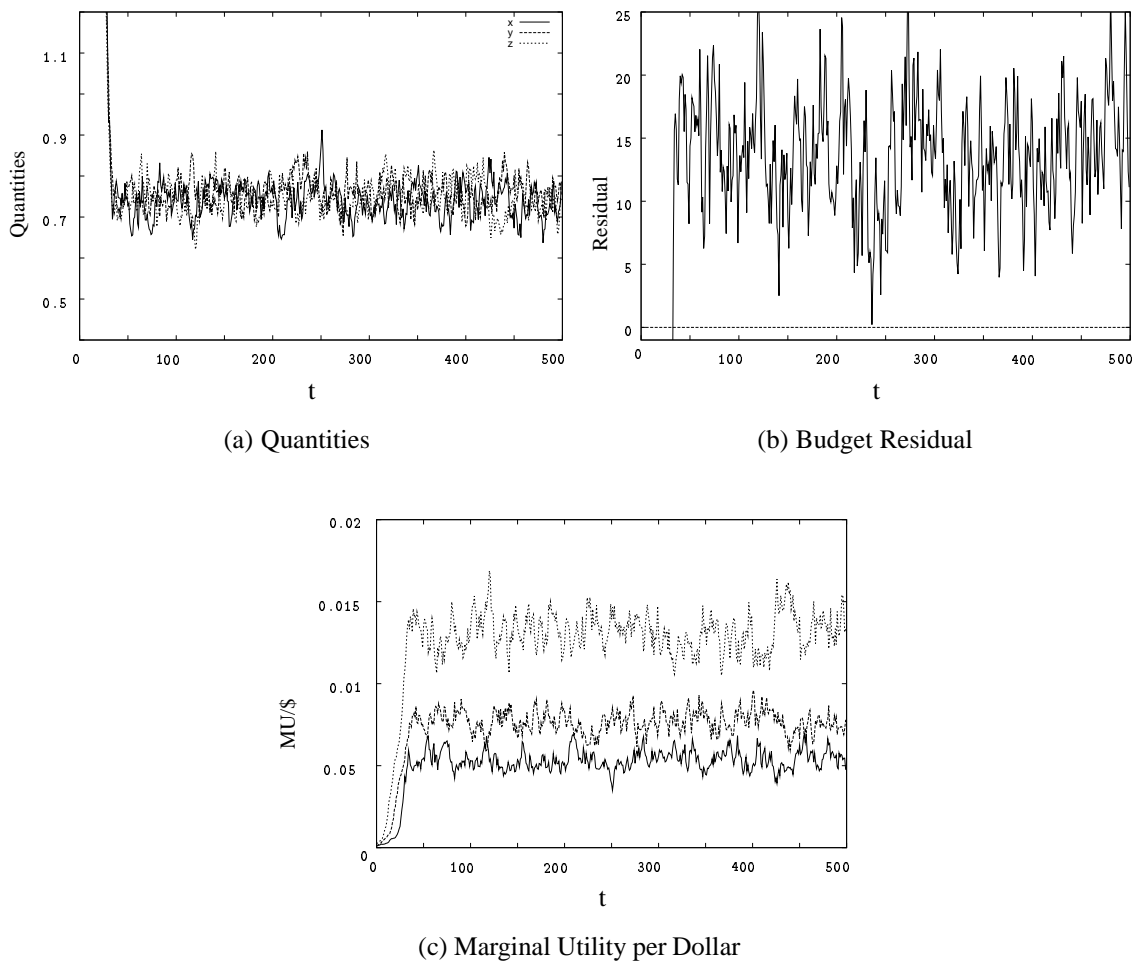 x
y
z
1.1
0.9
0.7
0.5
Quantities
0 100 200 300 400 500
t
(a) Quantities
25
20
15
10
5
0
Residual
0 100 200 300 400 500
t
(b) Budget Residual
0.02
0.015
0.01
0.05
0
MU/$
0 100 200 300 400 500
t
(c) Marginal Utility per Dollar